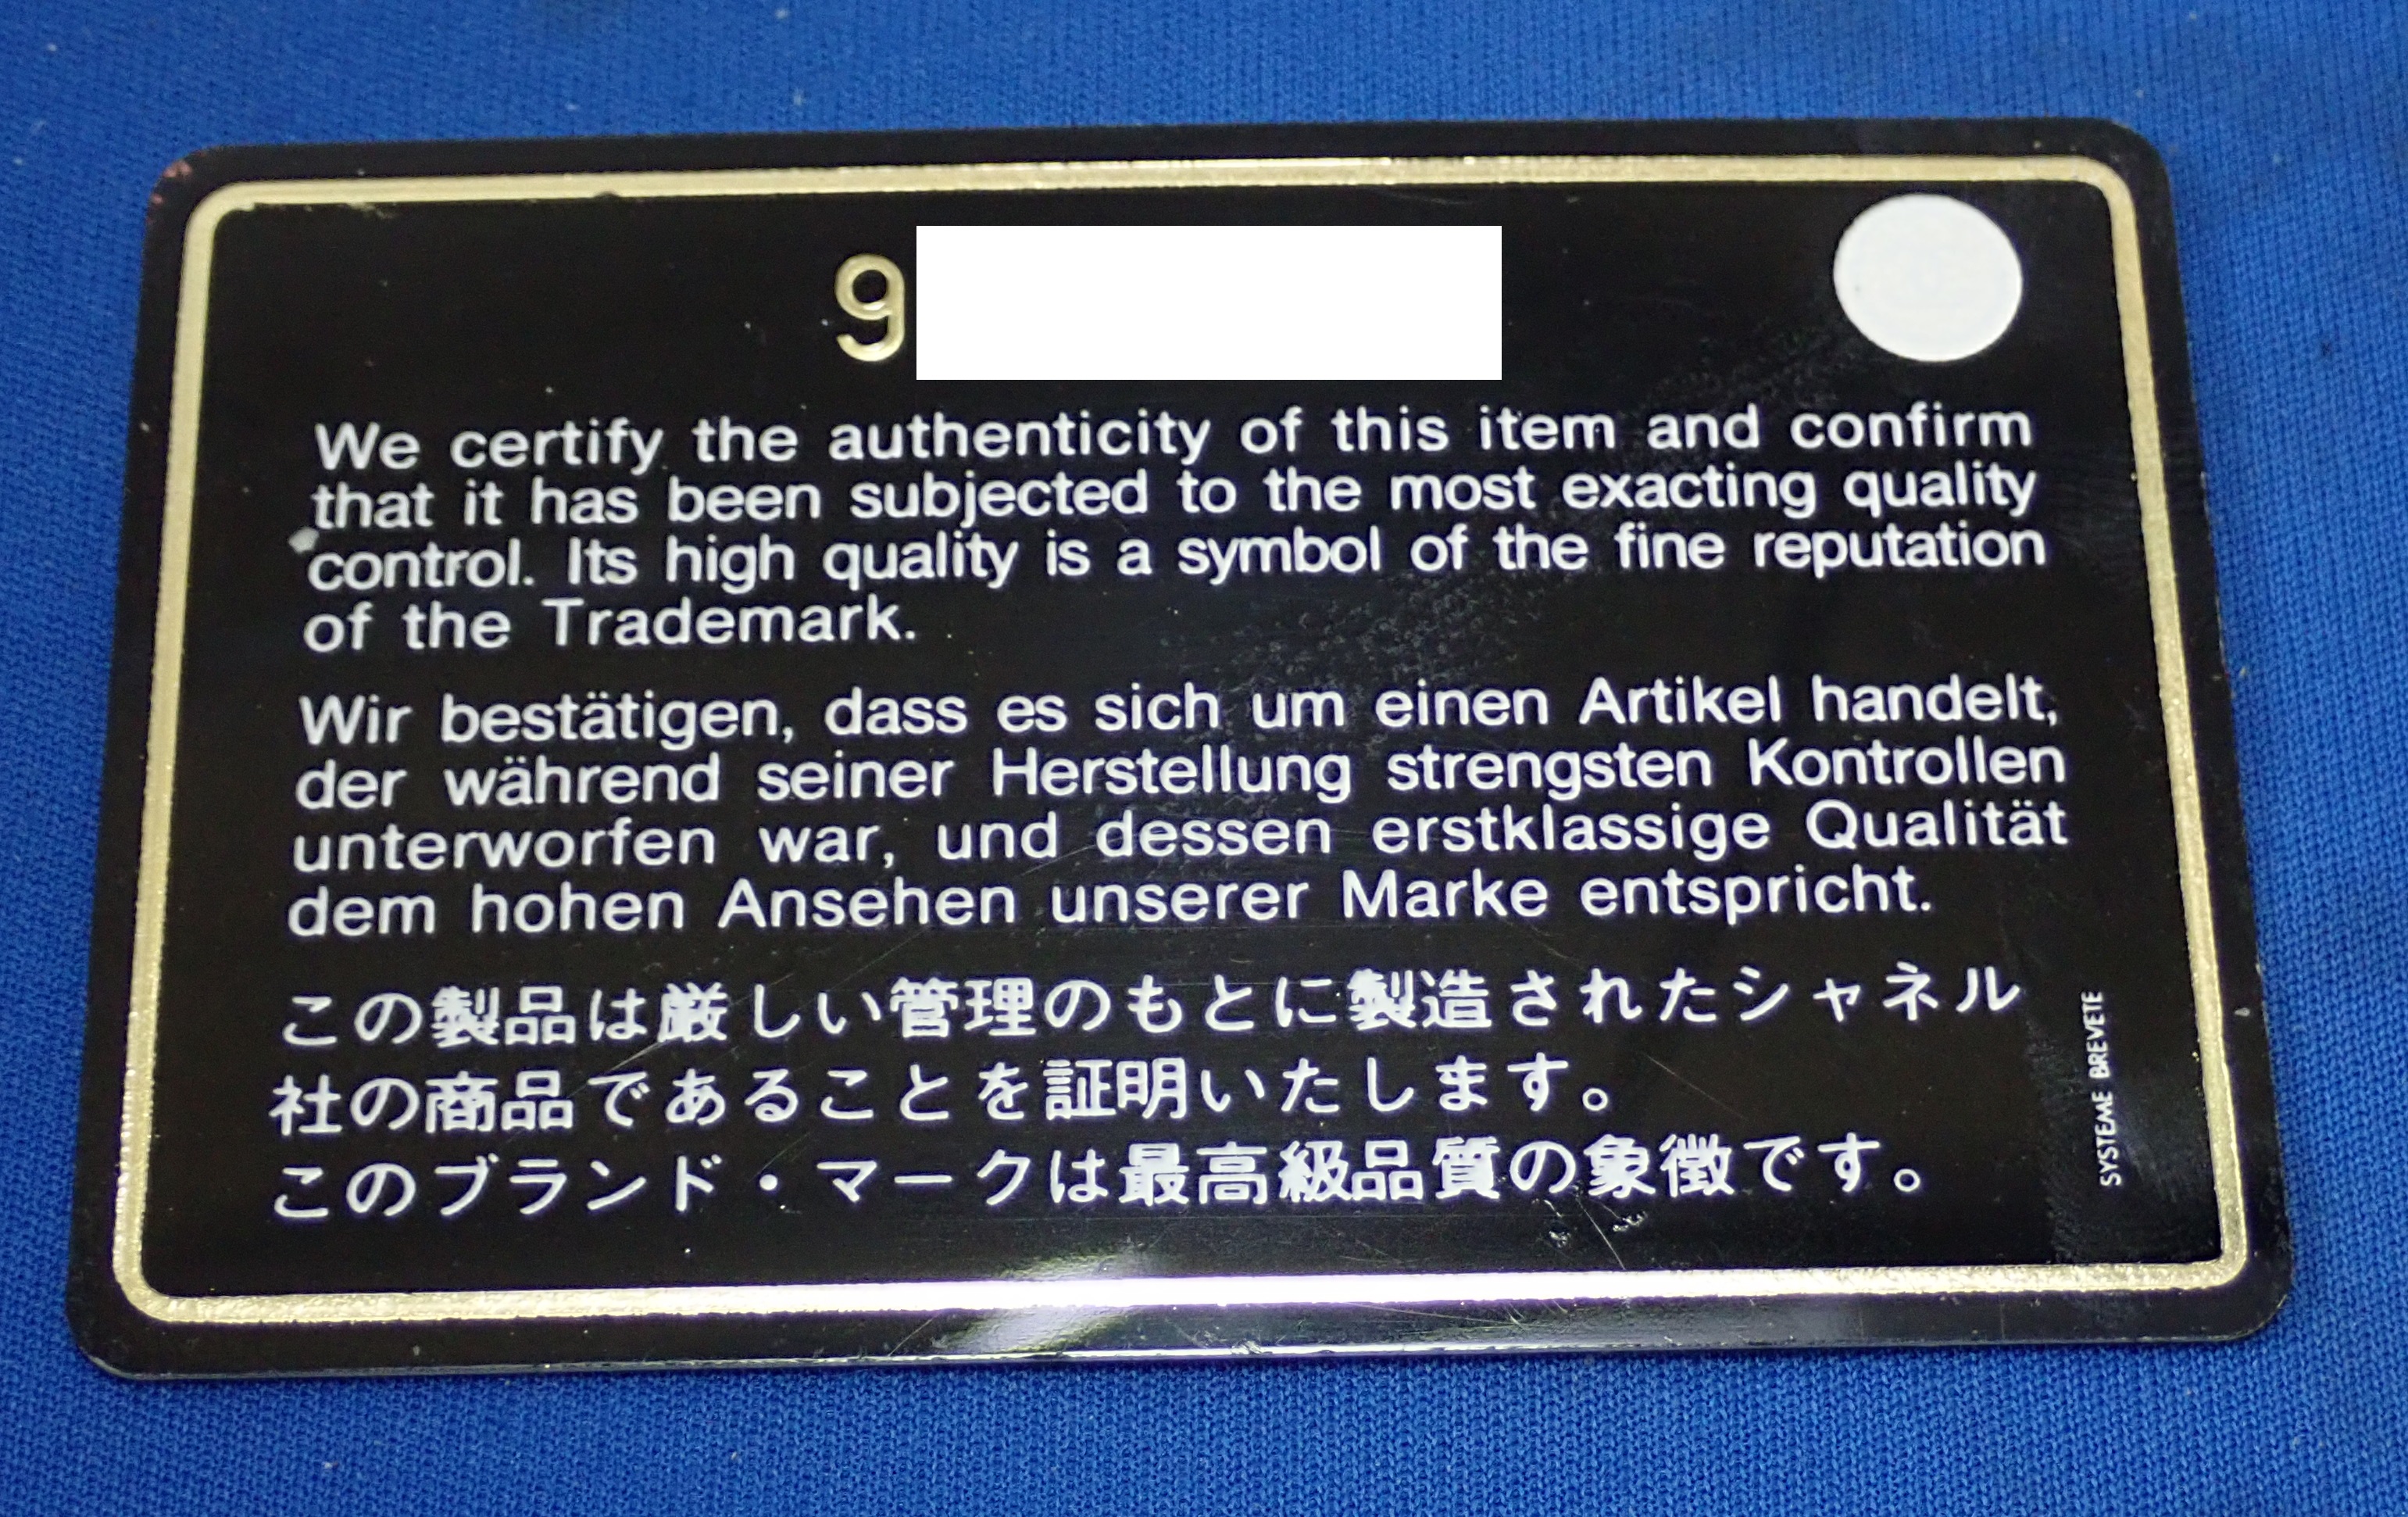 9
We certify the authenticity of this item and confirm
that it has been subjected to the most exacting quality
control. Its high quality is a symbol of the fine reputation
of the Trademark.
Wir bestätigen, dass es sich um einen Artikel handelt,
der während seiner Herstellung strengsten Kontrollen
unterworfen war, und dessen erstklassige Qualität
dem hohen Ansehen unserer Marke entspricht.
この製品は厳しい管理のもとに製造されたシャネル
社の商品であることを証明いたします。
このブランド・マークは最高級品質の象徴です。
SYSTEME BREVETE